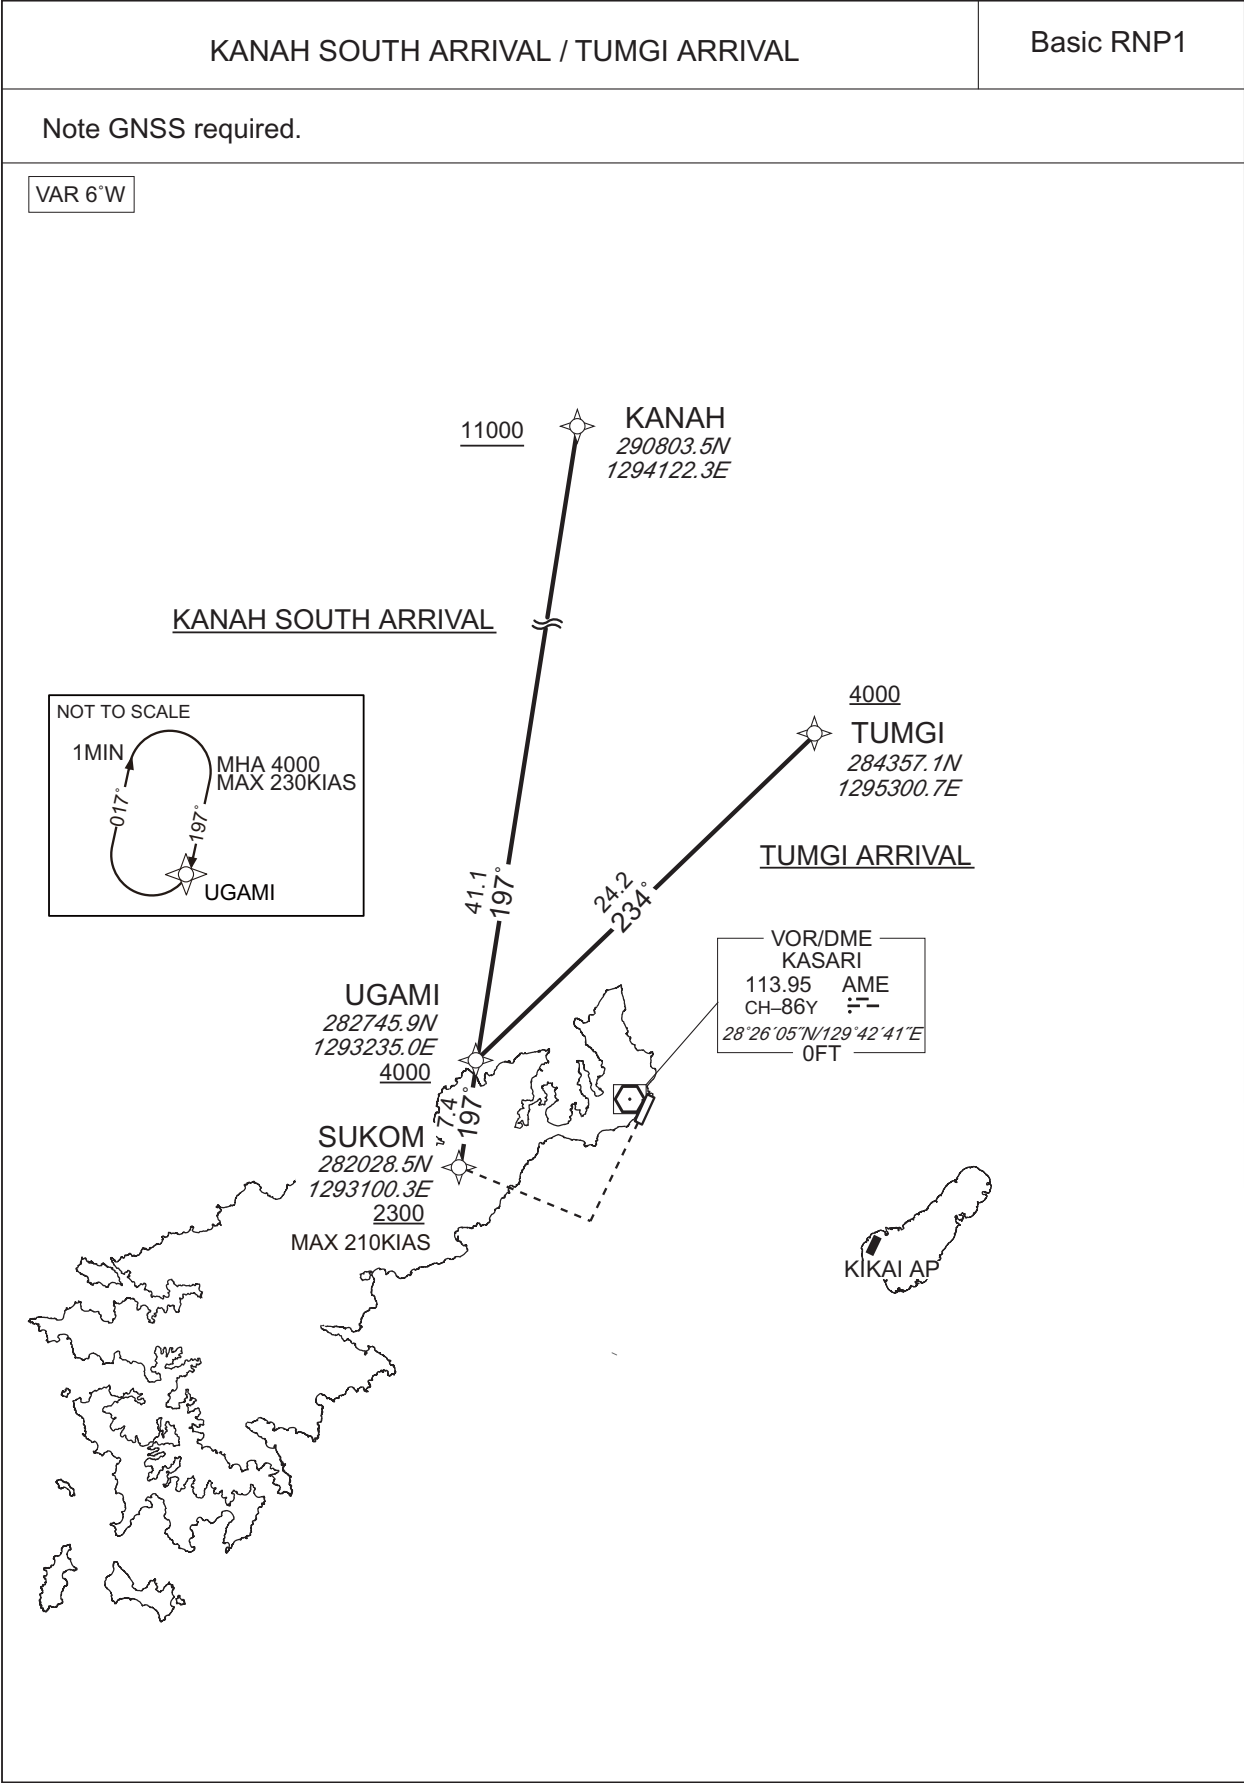 KANAH SOUTH ARRIVAL / TUMGI ARRIVAL
Basic RNP1
Note GNSS required.
VAR 6˚W
11000
KANAH
290803.5N
1294122.3E
KANAH SOUTH ARRIVAL
4000
TUMGI
284357.1N
1295300.7E
NOT TO SCALE
1MIN
MHA 4000
MAX 230KIAS
017˚
197˚
UGAMI
TUMGI ARRIVAL
41.1
197˚
24.2
234˚
VOR/DME
KASARI
113.95 AME
CH–86Y
28˚26´05˝N/129˚42´41˝E
0FT
UGAMI
282745.9N
1293235.0E
4000
7.4
197˚
SUKOM
282028.5N
1293100.3E
2300
MAX 210KIAS
KIKAI AP